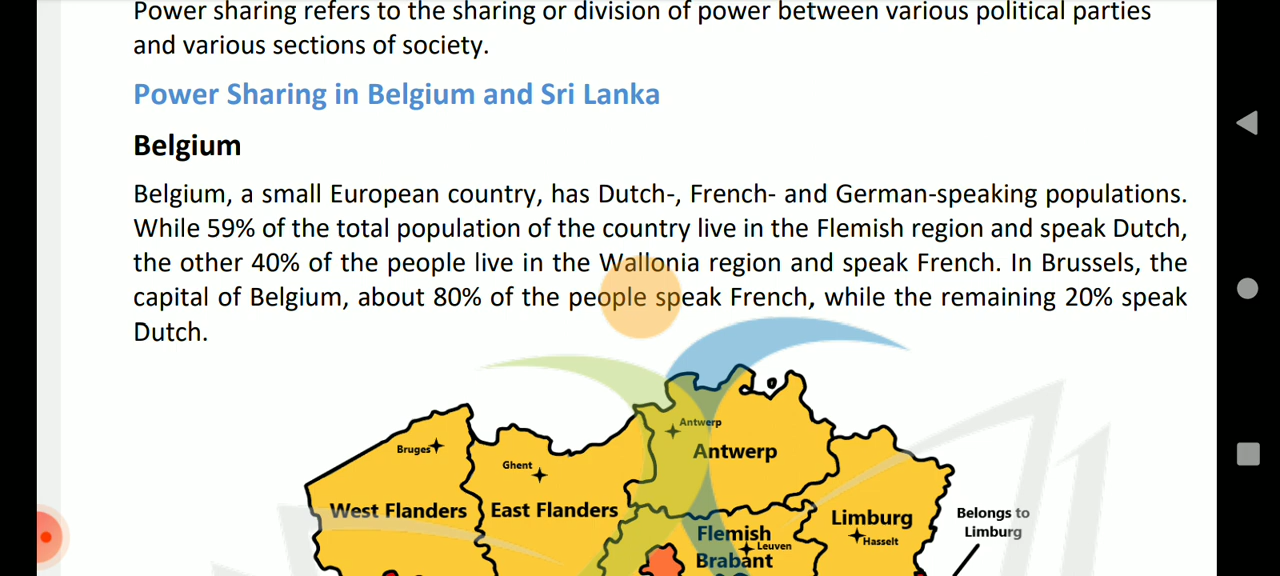 Power sharing refers to the sharing or division of power between various political parties
and various sections of society.
Power Sharing in Belgium and Sri Lanka
Belgium
Belgium, a small European country, has Dutch-, French- and German-speaking populations.
While 59% of the total population of the country live in the Flemish region and speak Dutch,
the other 40% of the people live in the Wallonia region and speak French. In Brussels, the
capital of Belgium, about 80% of the people speak French, while the remaining 20% speak
Dutch.
Antwerp
Bruges
Antwerp
Ghent
West Flanders
East Flanders
Limburg
Belongs to
Limburg
Hasselt
Flemish
Brabant
Leuven